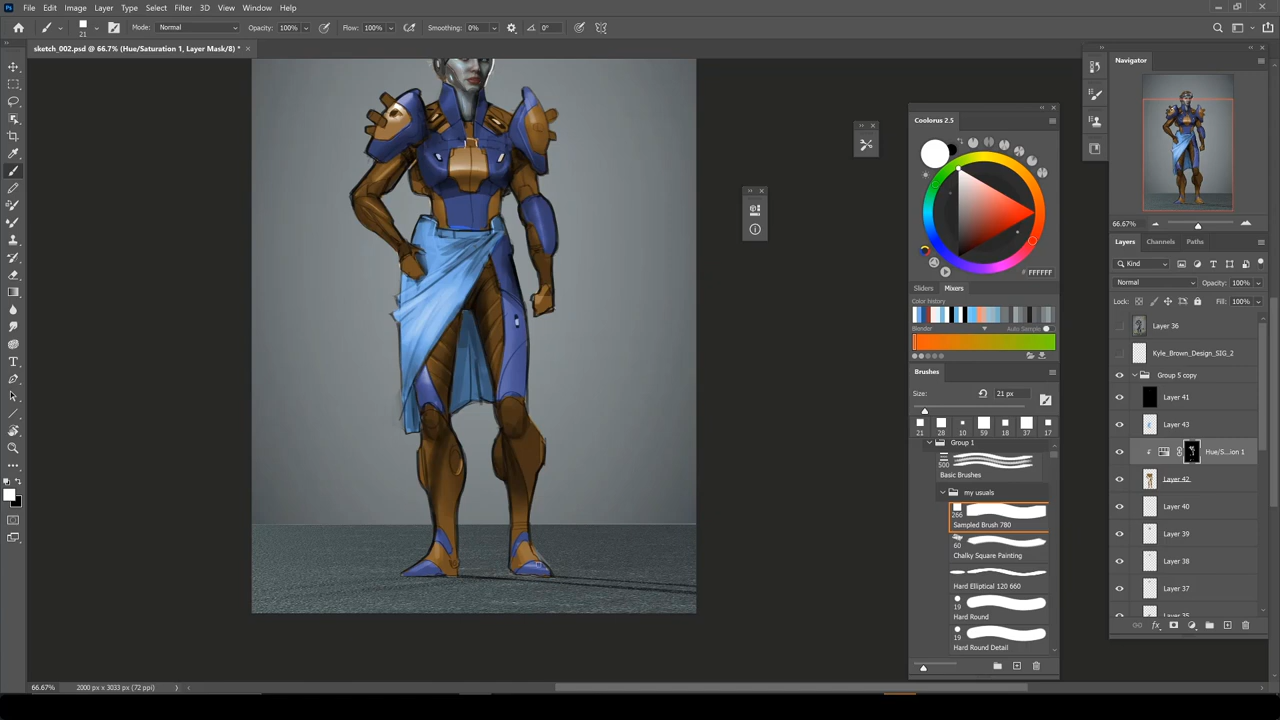 File Edit Image Layer Type Select Filter 3D View Window Help
21 Mode: Normal Opacity: 100% Flow: 100% Smoothing: 0% 0°
sketch_002.psd @ 66.7% (Hue/Saturation 1, Layer Mask/8) *
Navigator
66.67%
Layers Channels Paths
Kind
Normal Opacity: 100%
Lock: Fill: 100%
Layer 36
Kyle_Brown_Design_SIG_2
Group 5 copy
Layer 41
Layer 43
Hue/S...ion 1
Layer 42
Layer 40
Layer 39
Layer 38
Layer 37
Layer 35
Coolorus 2.5
# FFFFFF
Sliders Mixers
Color history
Blender Auto Sample
Brushes
Size: 21 px
21 28 10 59 18 37 17
Group 1
500
Basic Brushes
my usuals
266
Sampled Brush 780
60
Chalky Square Painting
Hard Elliptical 120 660
19
Hard Round
19
Hard Round Detail
66.67% 2000 px x 3033 px (72 ppi)